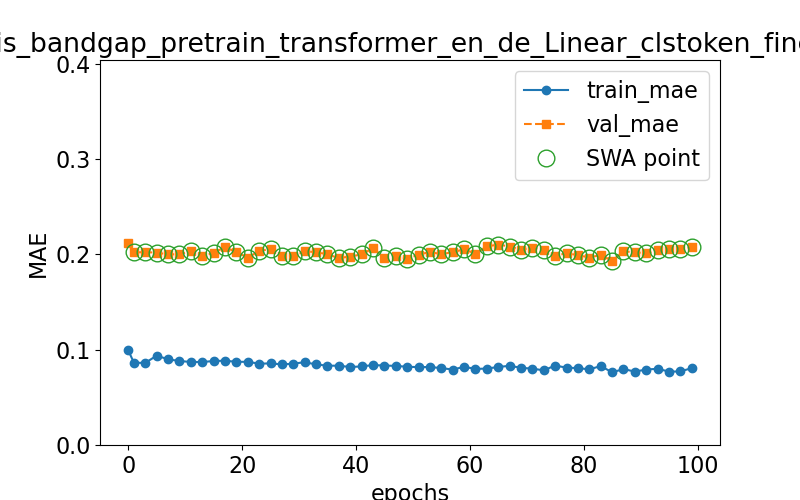 is_bandgap_pretrain_transformer_en_de_Linear_clstoken_fine
0.4
train_mae
val_mae
SWA point
0.3
0.2
0.1
0.0
MAE
0
20
40
60
80
100
epochs